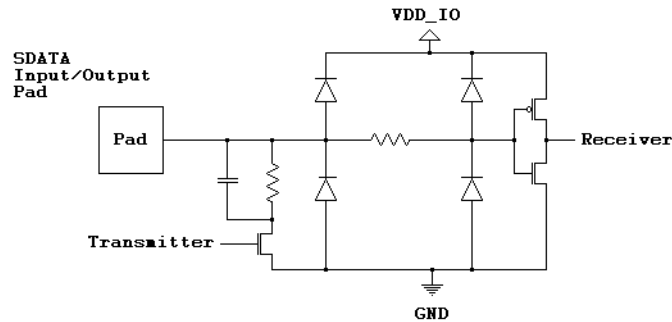 VDD_IO
SDATA
Input/Output
Pad
Pad
Receiver
Transmitter
GND